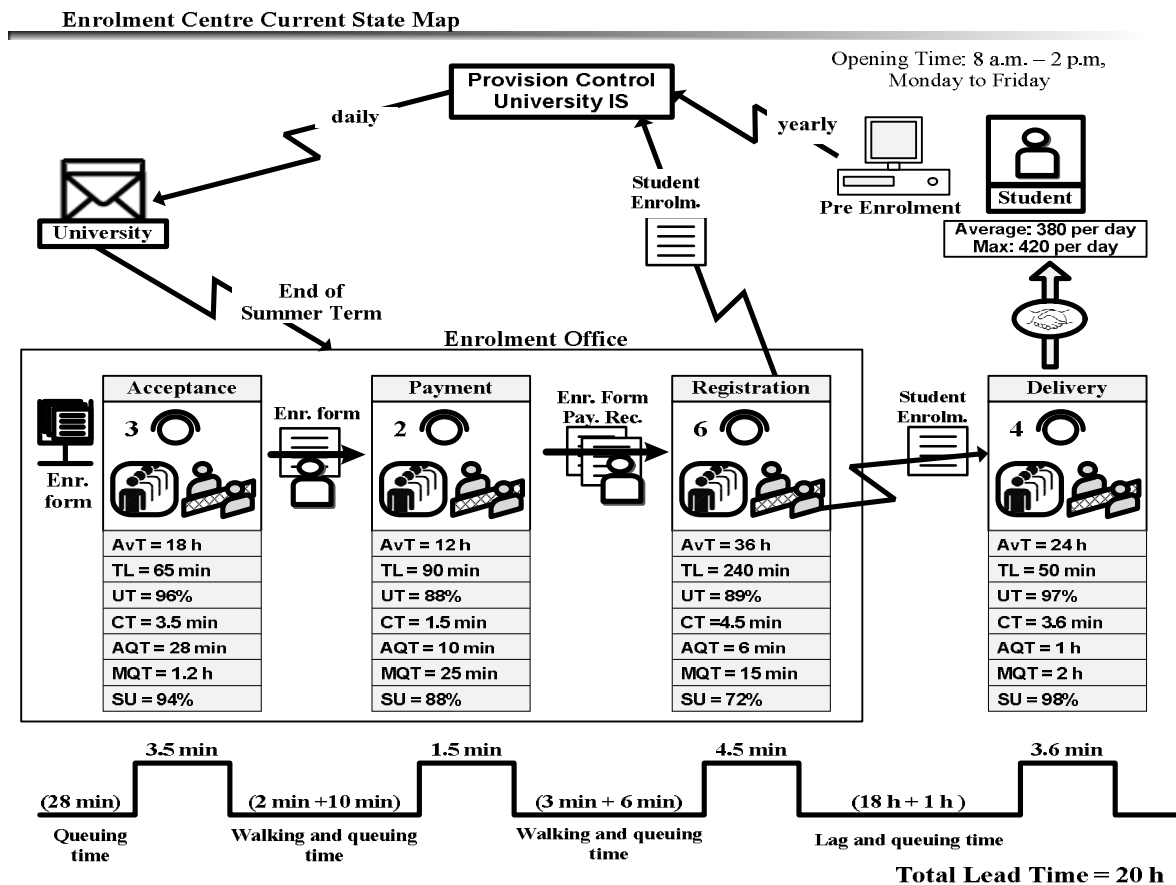 Enrolment Centre Current State Map
Opening Time: 8 a.m. – 2 p.m,
Monday to Friday
Provision Control
University IS
daily
yearly
Student
Enrolm.
Pre Enrolment
Student
Average: 380 per day
Max: 420 per day
University
End of
Summer Term
Enrolment Office
Acceptance
3
Enr.
form
AvT = 18 h
TL = 65 min
UT = 96%
CT = 3.5 min
AQT = 28 min
MQT = 1.2 h
SU = 94%
Enr. form
Payment
2
AvT = 12 h
TL = 90 min
UT = 88%
CT = 1.5 min
AQT = 10 min
MQT = 25 min
SU = 88%
Enr. Form
Pay. Rec.
Registration
6
AvT = 36 h
TL = 240 min
UT = 89%
CT =4.5 min
AQT = 6 min
MQT = 15 min
SU = 72%
Student
Enrolm.
Delivery
4
AvT = 24 h
TL = 50 min
UT = 97%
CT = 3.6 min
AQT = 1 h
MQT = 2 h
SU = 98%
3.5 min
1.5 min
4.5 min
3.6 min
(28 min)
(2 min +10 min)
(3 min + 6 min)
(18 h + 1 h )
Queuing
time
Walking and queuing
time
Walking and queuing
time
Lag and queuing time
Total Lead Time = 20 h